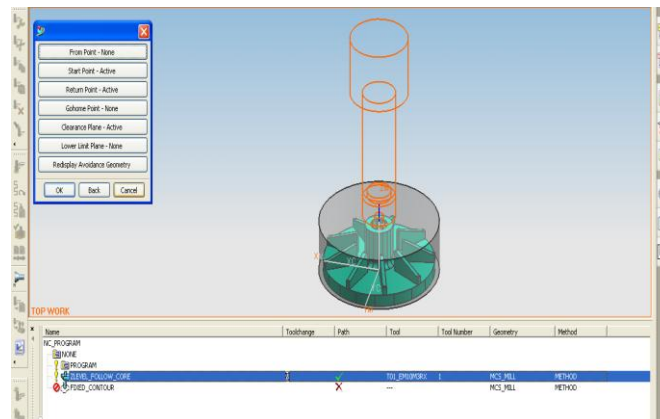 From Point - None
Start Point - Active
Return Point - Active
Gohome Point - None
Clearance Plane - Active
Lower Limit Plane - None
Redisplay Avoidance Geometry
OK Back Cancel
TOP WORK
Name Toolchange Path Tool Tool Number Geometry Method
NC_PROGRAM
NONE
PROGRAM
ZLEVEL_FOLLOW_CORE 1 MCS_MILL METHOD
FIXED_CONTOUR --- MCS_MILL METHOD